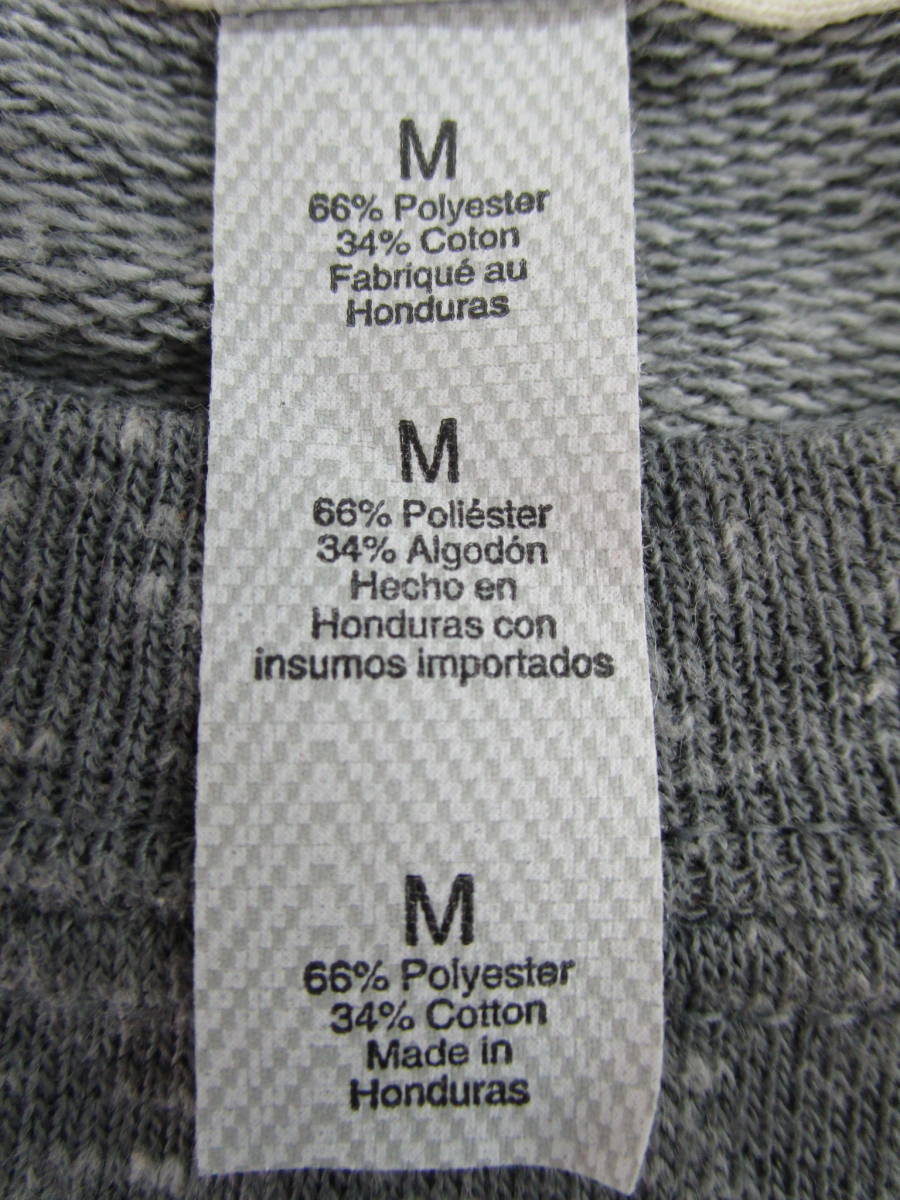 M
66% Polyester
34% Coton
Fabriqué au
Honduras
M
66% Poliéster
34% Algodón
Hecho en
Honduras con
insumos importados
M
66% Polyester
34% Cotton
Made in
Honduras